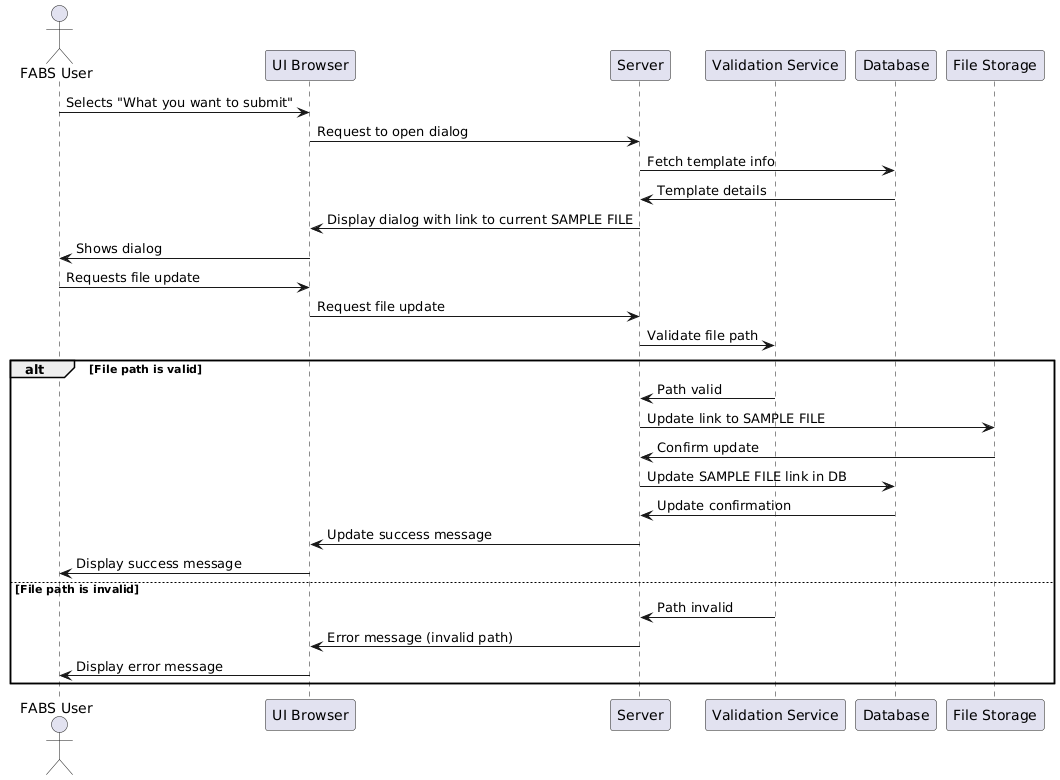 FABS User
UI Browser
Server
Validation Service
Database
File Storage
Selects "What you want to submit"
Request to open dialog
Fetch template info
Template details
Display dialog with link to current SAMPLE FILE
Shows dialog
Requests file update
Request file update
Validate file path
alt
[File path is valid]
Path valid
Update link to SAMPLE FILE
Confirm update
Update SAMPLE FILE link in DB
Update confirmation
Update success message
Display success message
[File path is invalid]
Path invalid
Error message (invalid path)
Display error message
FABS User
UI Browser
Server
Validation Service
Database
File Storage